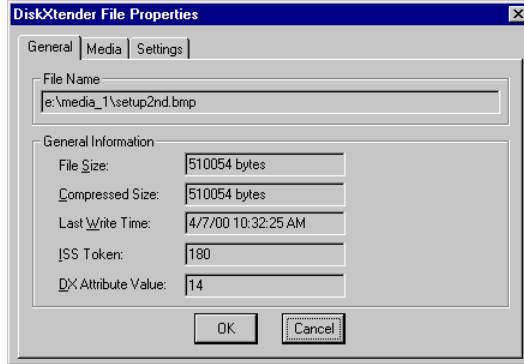 DiskXtender File Properties
General Media Settings
File Name
e:\media_1\setup2nd.bmp
General Information
File Size: 510054 bytes
Compressed Size: 510054 bytes
Last Write Time: 4/7/00 10:32:25 AM
ISS Token: 180
DX Attribute Value: 14
OK Cancel